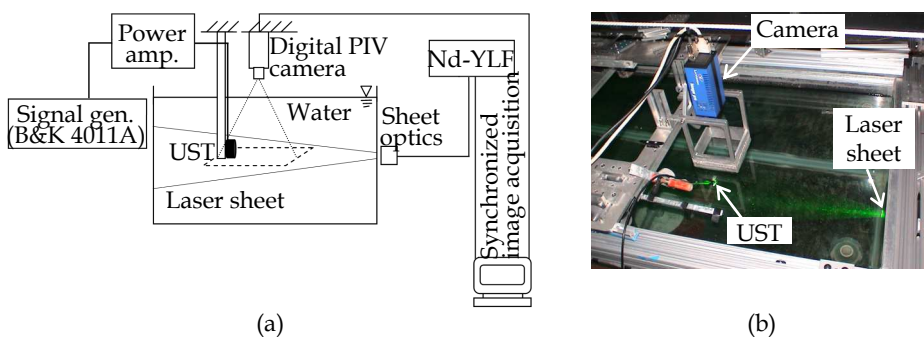 Power
amp.
Digital PIV
camera
Nd-YLF
Signal gen.
(B&K 4011A)
Water
Sheet
optics
UST
Laser sheet
Synchronized
image acquisition
(a)
Camera
Laser
sheet
UST
(b)